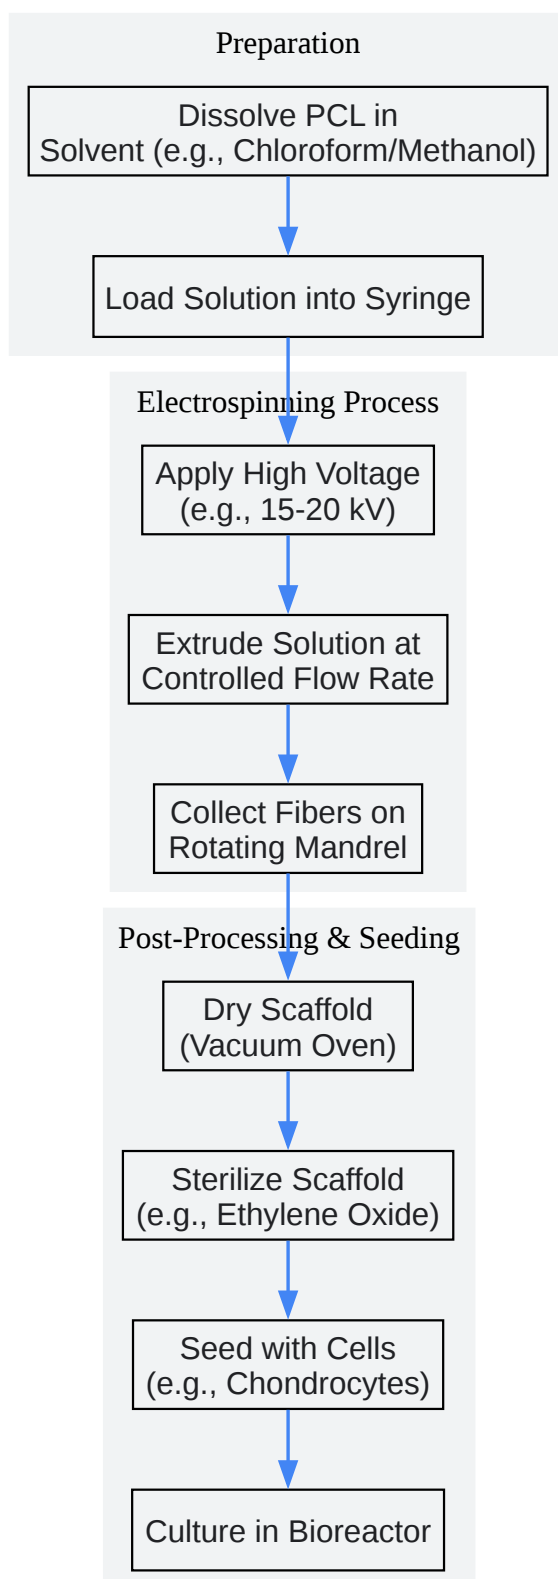 Preparation
Dissolve PCL in
Solvent (e.g., Chloroform/Methanol)
Load Solution into Syringe
Electrospinning Process
Apply High Voltage
(e.g., 15-20 kV)
Extrude Solution at
Controlled Flow Rate
Collect Fibers on
Rotating Mandrel
Post-Processing & Seeding
Dry Scaffold
(Vacuum Oven)
Sterilize Scaffold
(e.g., Ethylene Oxide)
Seed with Cells
(e.g., Chondrocytes)
Culture in Bioreactor